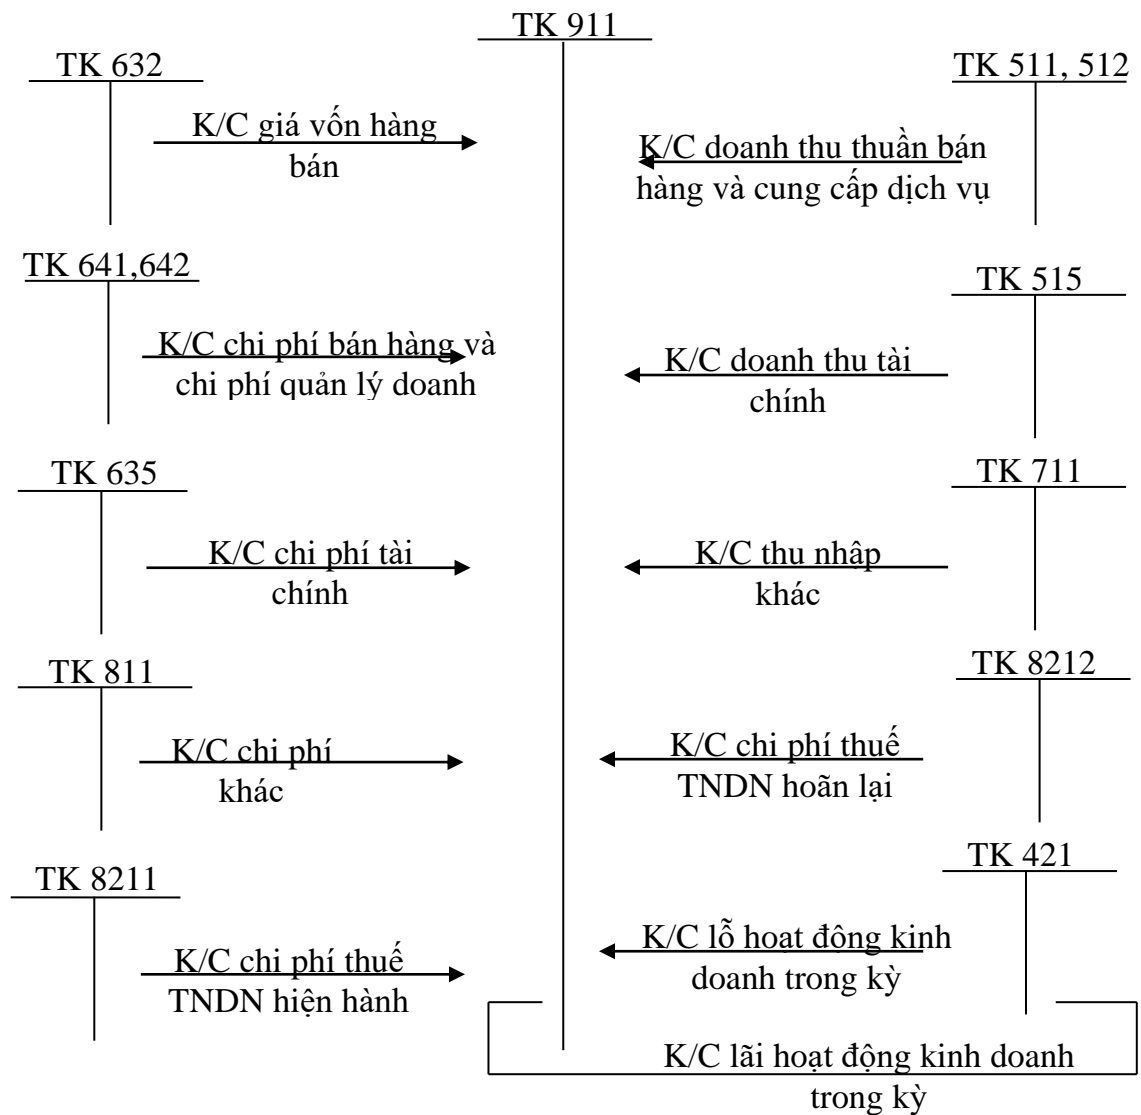 TK 911
TK 632
TK 511, 512
K/C giá vốn hàng
bán
K/C doanh thu thuần bán
hàng và cung cấp dịch vụ
TK 641,642
TK 515
K/C chi phí bán hàng và
chi phí quản lý doanh
K/C doanh thu tài
chính
TK 635
TK 711
K/C chi phí tài
chính
K/C thu nhập
khác
TK 811
TK 8212
K/C chi phí
khác
K/C chi phí thuế
TNDN hoãn lại
TK 8211
TK 421
K/C chi phí thuế
TNDN hiện hành
K/C lỗ hoạt động kinh
doanh trong kỳ
K/C lãi hoạt động kinh doanh
trong kỳ